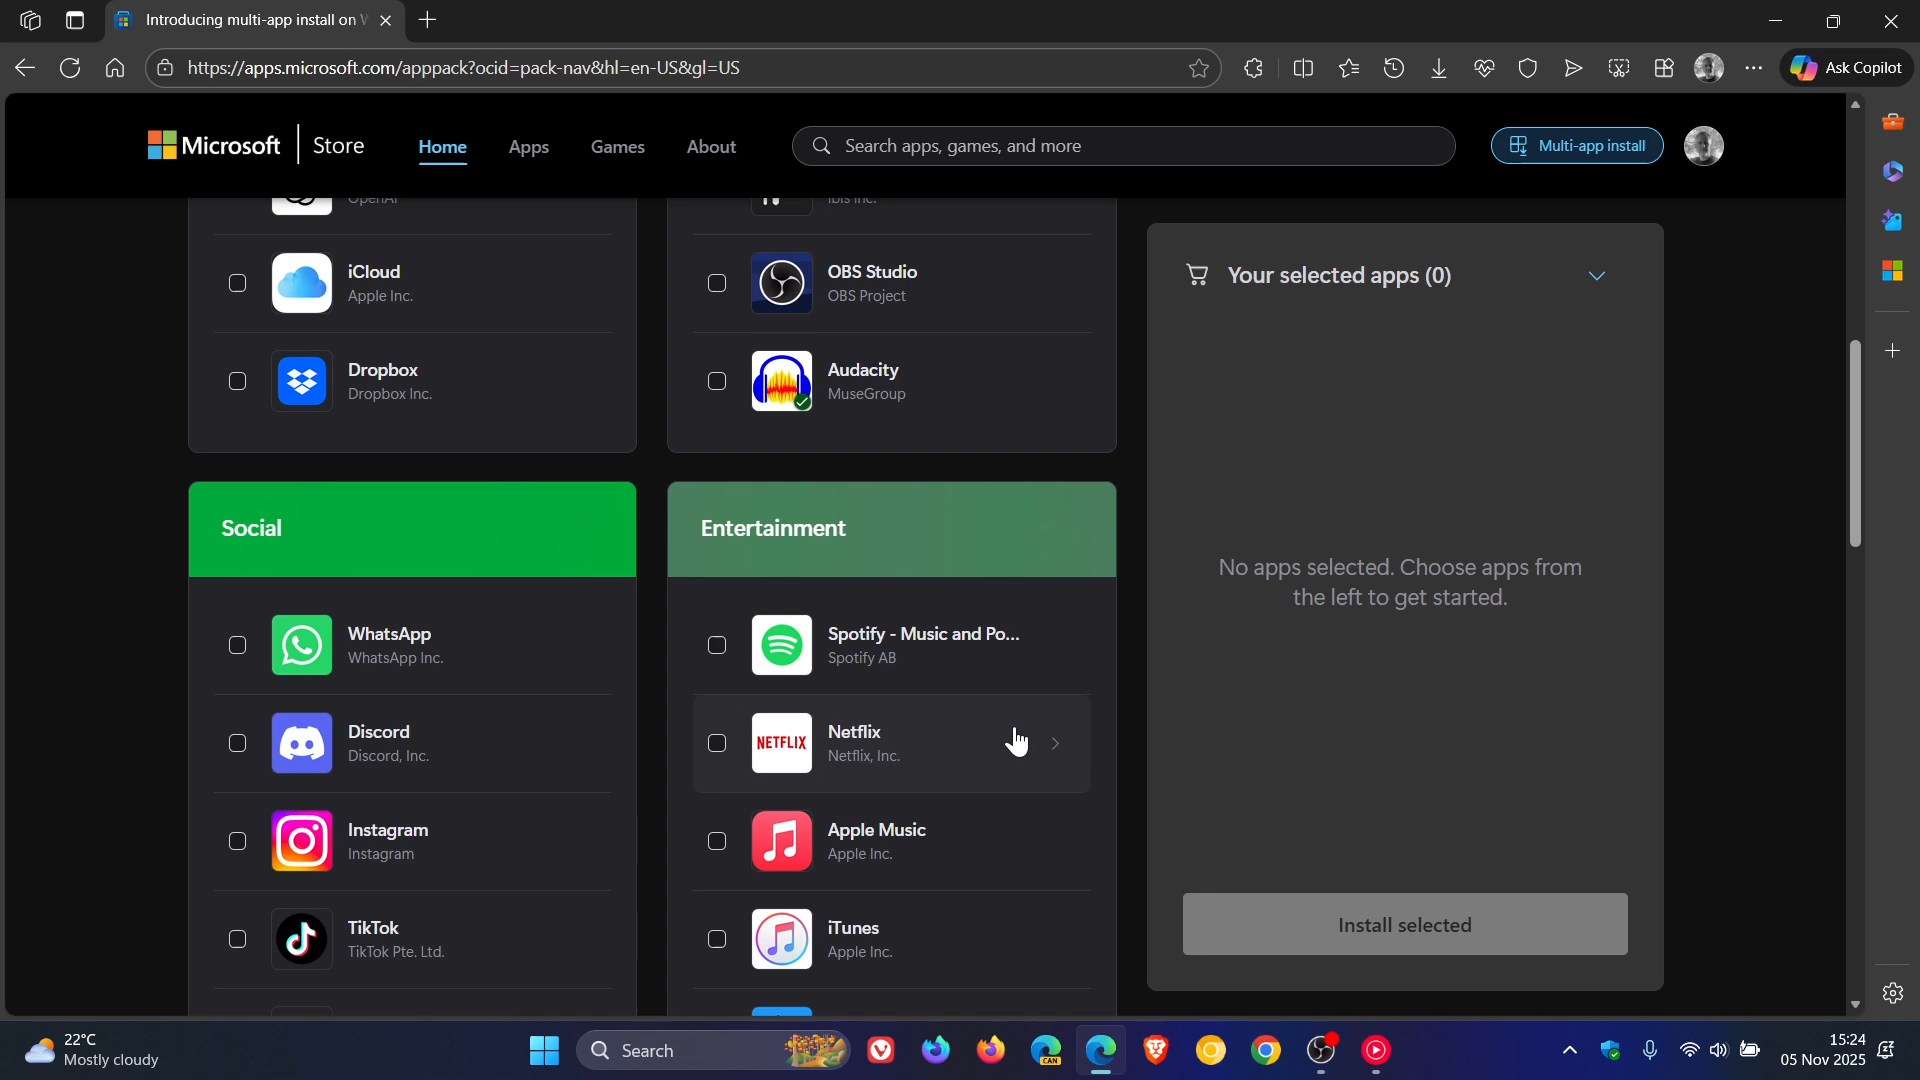 Introducing multi-app install on W
https://apps.microsoft.com/apppack?ocid=pack-nav&hl=en-US&gl=US
Ask Copilot
Microsoft
Store
Home
Apps
Games
About
Search apps, games, and more
Multi-app install
OpenAI
ibis inc.
iCloud
Apple Inc.
OBS Studio
OBS Project
Dropbox
Dropbox Inc.
Audacity
MuseGroup
Your selected apps (0)
No apps selected. Choose apps from
the left to get started.
Install selected
Social
WhatsApp
WhatsApp Inc.
Discord
Discord, Inc.
Instagram
Instagram
TikTok
TikTok Pte. Ltd.
Entertainment
Spotify - Music and Po...
Spotify AB
NETFLIX
Netflix
Netflix, Inc.
Apple Music
Apple Inc.
iTunes
Apple Inc.
22°C
Mostly cloudy
Search
CAN
15:24
05 Nov 2025